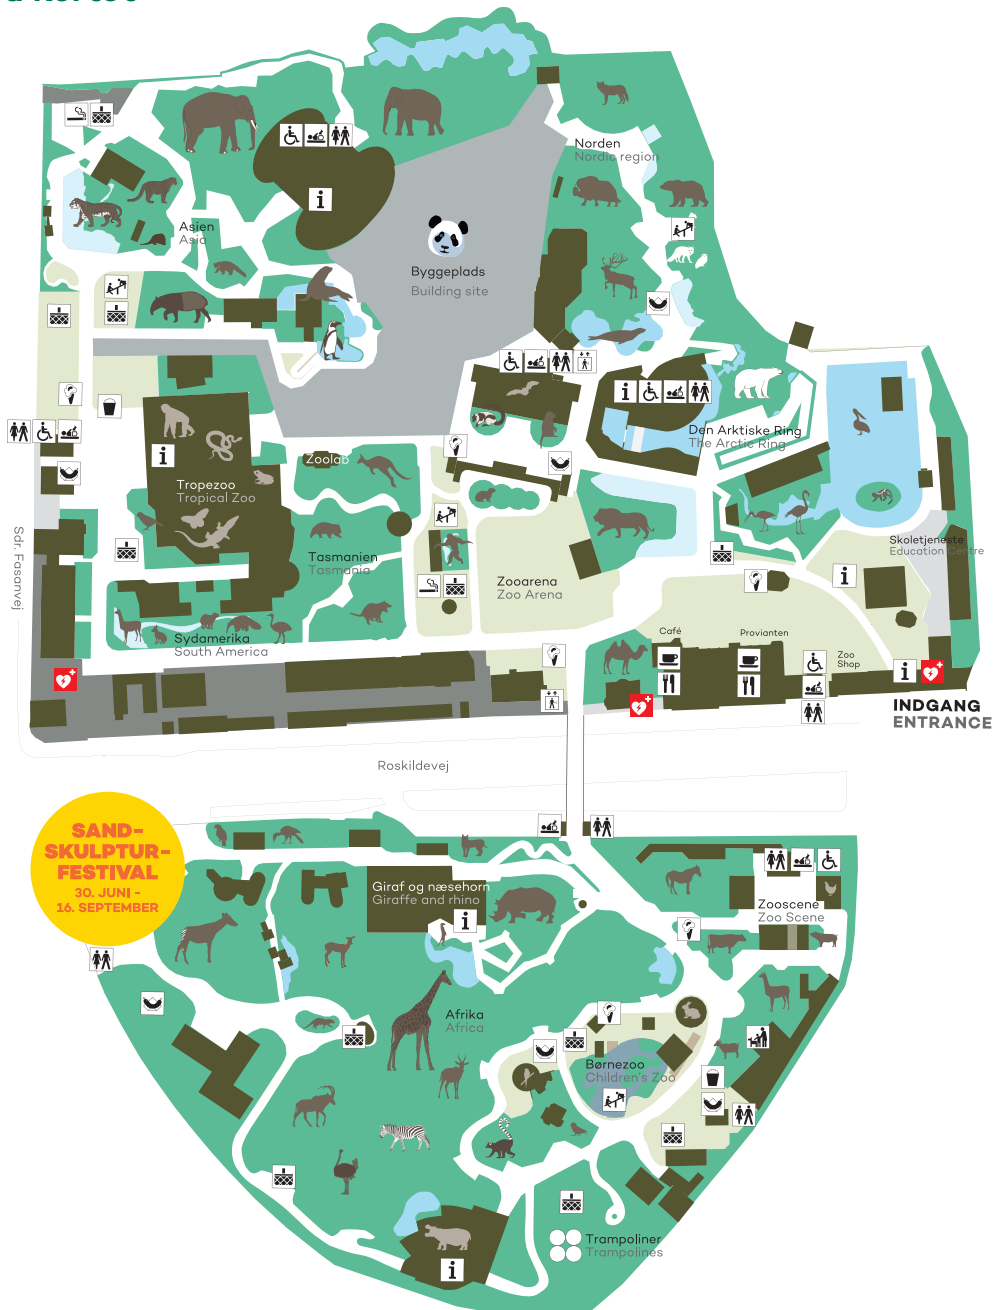 Norden
Nordic region
Asien
Asia
Byggeplads
Building site
Den Arktiske Ring
The Arctic Ring
Zoolab
Tropezoo
Tropical Zoo
Sdr. Fasanvej
Skoletjeneste
Education Centre
Tasmanien
Tasmania
Zooarena
Zoo Arena
Sydamerika
South America
Café
Provianten
Zoo
Shop
INDGANG
ENTRANCE
Roskildevej
SAND-
SKULPTUR-
FESTIVAL
30. JUNI -
16. SEPTEMBER
Giraf og næsehorn
Giraffe and rhino
Zooscene
Zoo Scene
Afrika
Africa
Børnezoo
Children's Zoo
Trampoliner
Trampolines